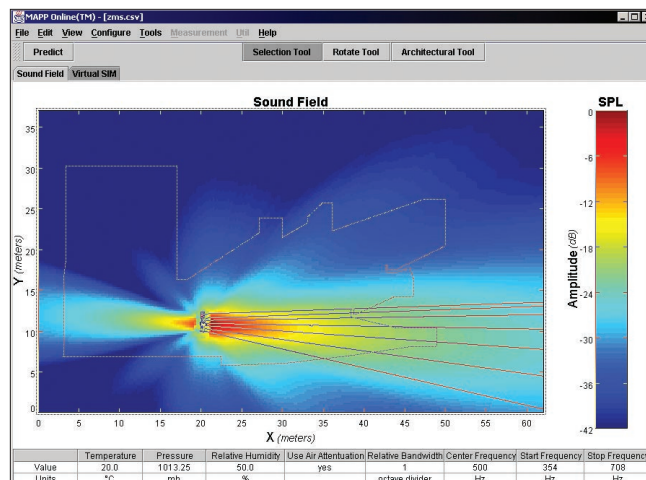 MAPP Online(TM) - [zms.csv]
File Edit View Configure Tools Measurement Util Help
Predict Selection Tool Rotate Tool Architectural Tool
Sound Field Virtual SIM
Sound Field SPL
35
30
25
20
15
10
5
0
Y (meters)
0 5 10 15 20 25 30 35 40 45 50 55 60
X (meters)
0
-6
-12
-18
-24
-30
-36
-42
Amplitude (dB)
Temperature Pressure Relative Humidity Use Air Attentuation Relative Bandwidth Center Frequency Start Frequency Stop Frequency
Value 20.0 1013.25 50.0 yes 1 500 354 708
Units °C mb % octave divider Hz Hz Hz